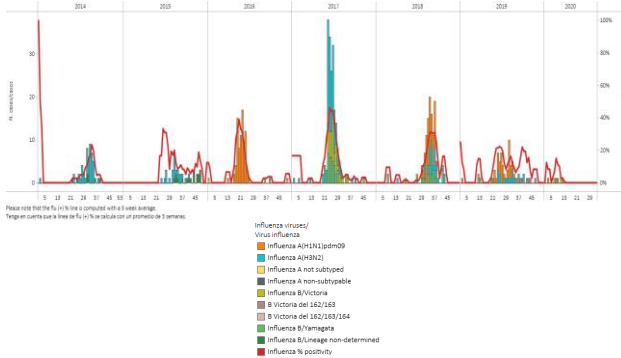 2014 2015 2016 2017 2018 2019 2020
100%
80%
60%
40%
20%
0%
30
20
10
0
5 13 21 29 37 45 53 5 13 21 29 37 45 5 13 21 29 37 45 5 13 21 29 37 45 5 13 21 29 37 45 5 13 21 29 37 45 5 13 21 29
Please note that the flu (+) % line is computed with a 3 week average.
Tenga en cuenta que la línea de flu (+) % se calcula con un promedio de 3 semanas.
Influenza viruses/
Virus influenza
Influenza A(H1N1)pdm09
Influenza A(H3N2)
Influenza A not subtyped
Influenza A non-subtypable
Influenza B/Victoria
B Victoria del 162/163
B Victoria del 162/163/164
Influenza B/Yamagata
Influenza B/Lineage non-determined
Influenza % positivity